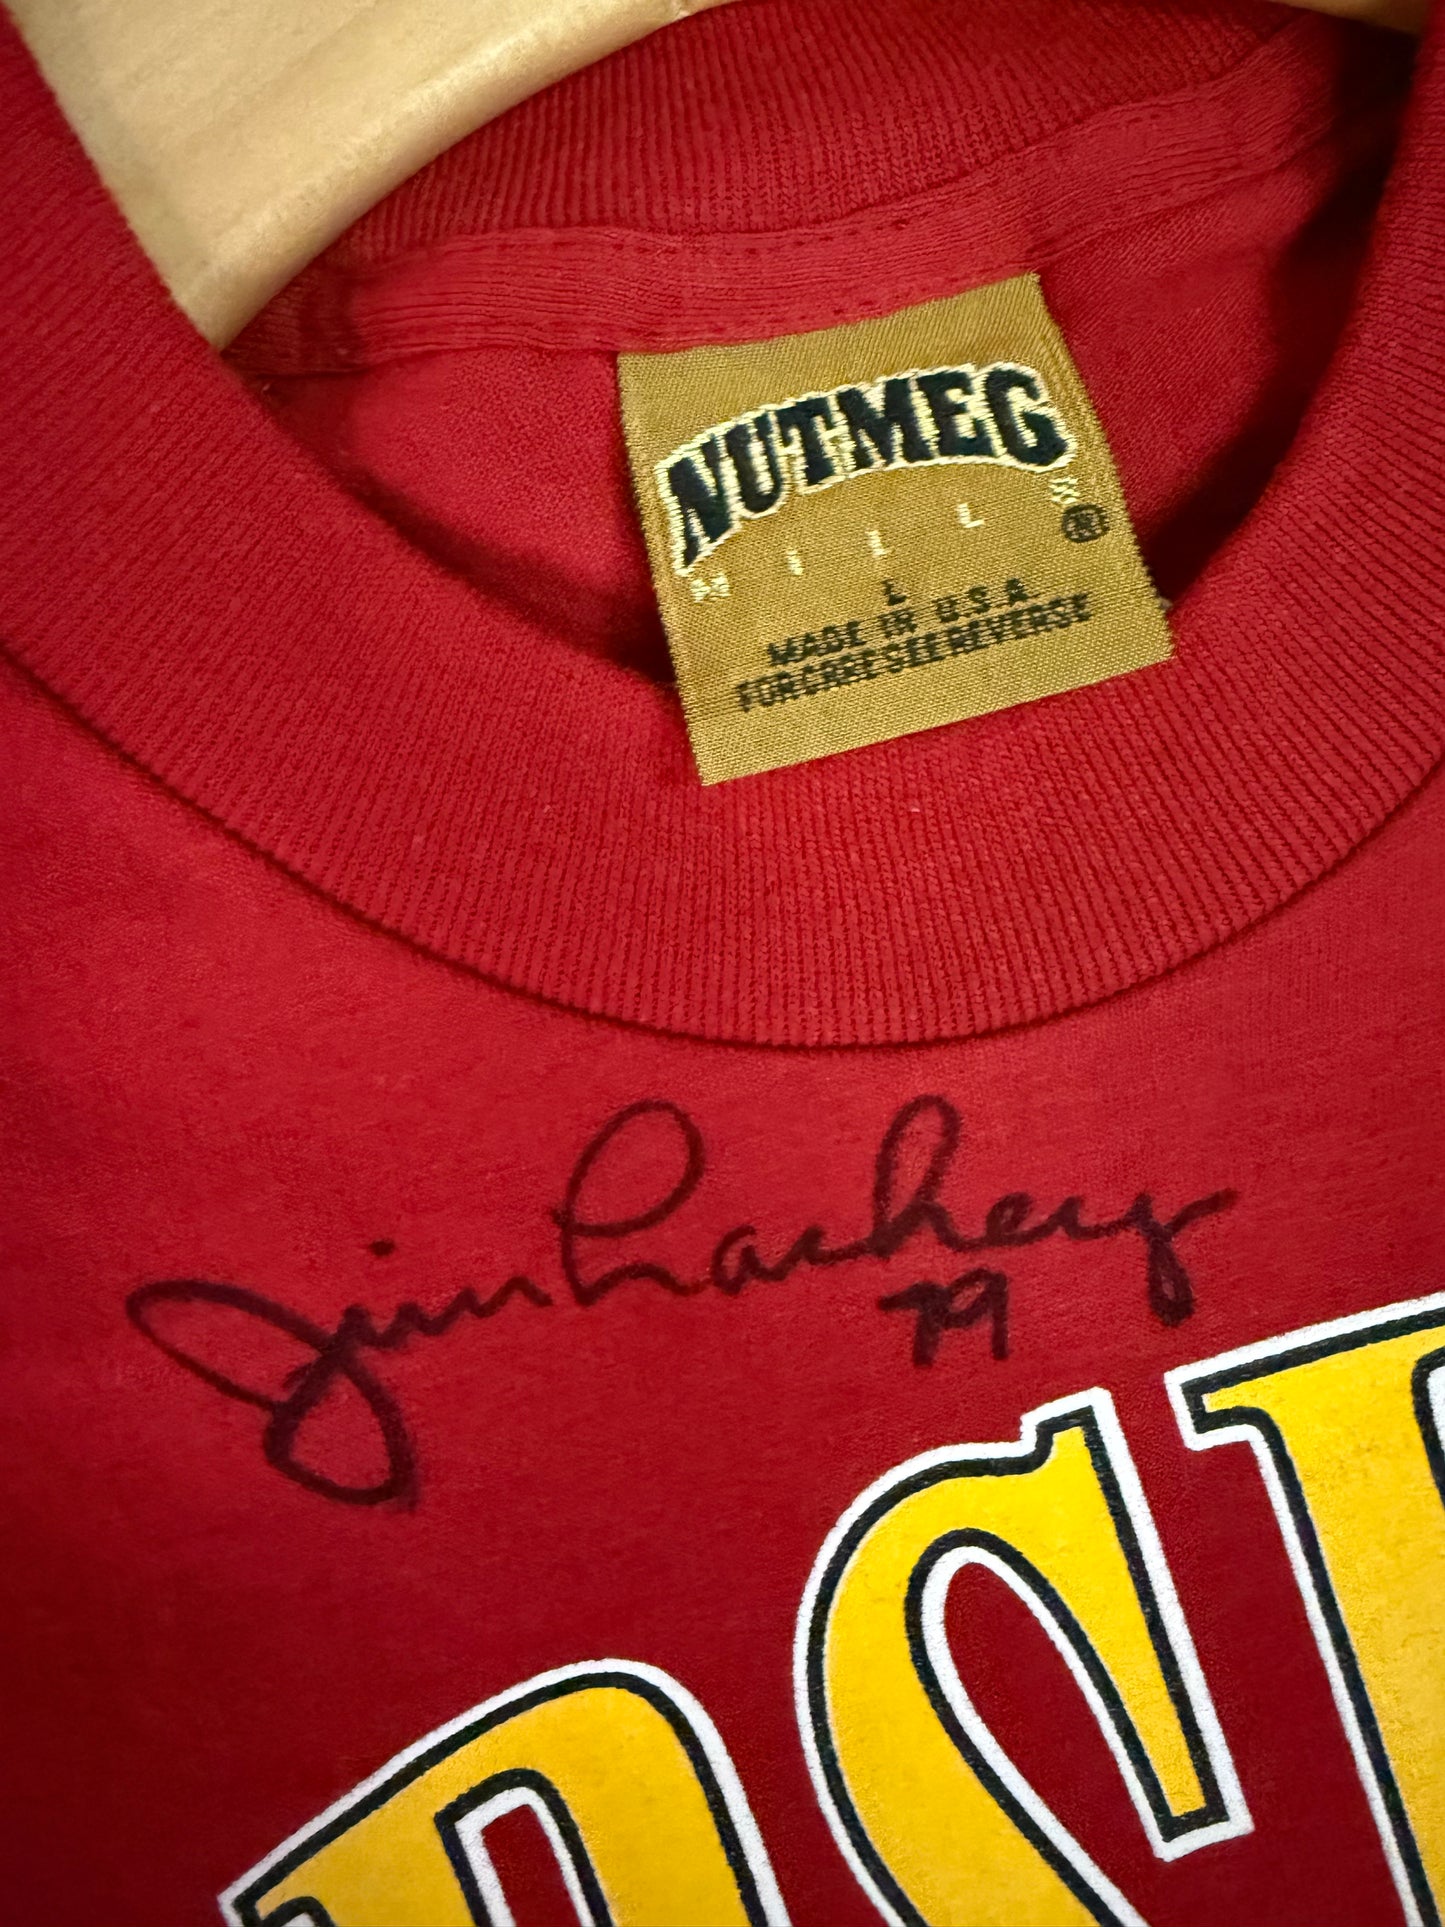 NUTMEG
MILLS
L
MADE IN U.S.A.
FOR CARE SEE REVERSE
Jim Lachey
79